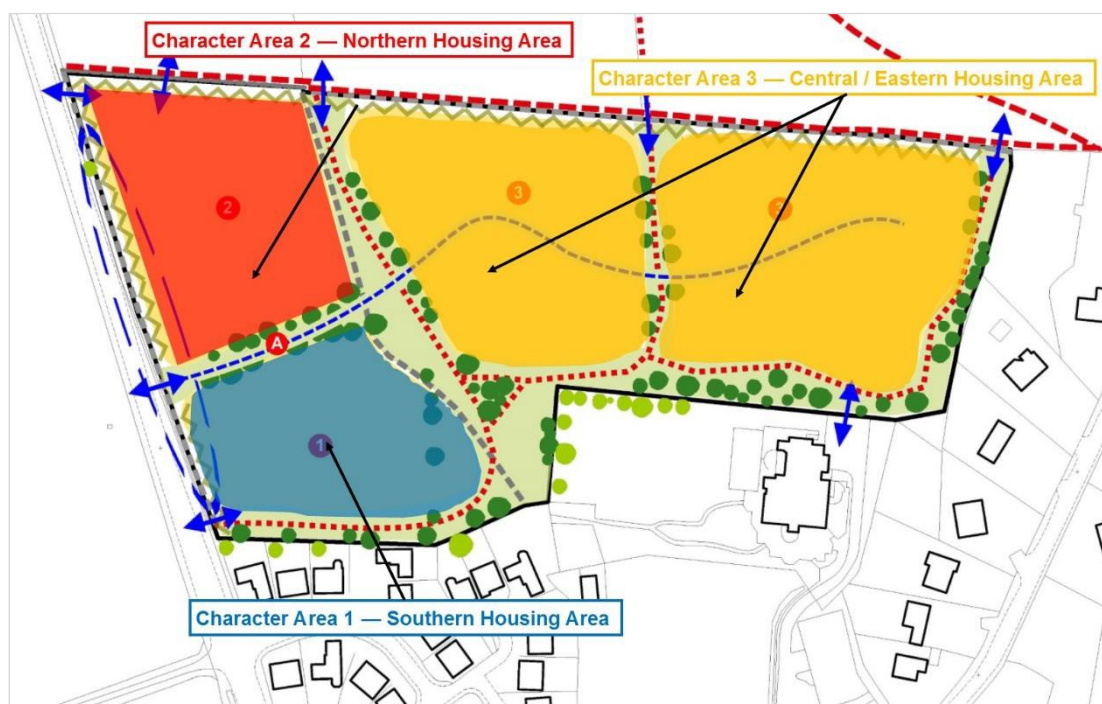 Character Area 2 — Northern Housing Area
Character Area 3 — Central / Eastern Housing Area
2
3
3
A
1
Character Area 1 — Southern Housing Area